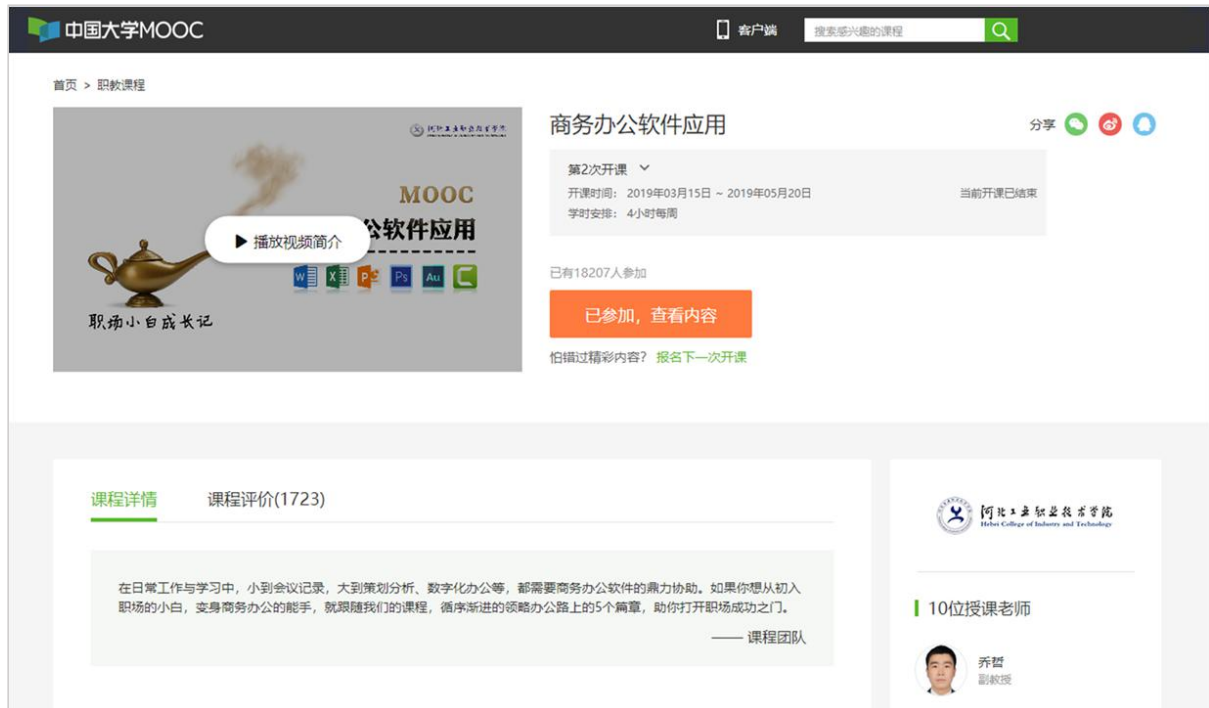 中国大学MOOC
客户端
搜索感兴趣的课程
首页 > 职教课程
河北工业职业技术学院
MOOC
公软件应用
▶ 播放视频简介
W X P Ps Au C
职场小白成长记
商务办公软件应用
分享
第2次开课
开课时间： 2019年03月15日 ~ 2019年05月20日
当前开课已结束
学时安排： 4小时每周
已有18207人参加
已参加，查看内容
怕错过精彩内容？ 报名下一次开课
课程详情
课程评价(1723)
在日常工作与学习中，小到会议记录，大到策划分析、数字化办公等，都需要商务办公软件的鼎力协助。如果你想从初入
职场的小白，变身商务办公的能手，就跟随我们的课程，循序渐进的领略办公路上的5个篇章，助你打开职场成功之门。
—— 课程团队
河北工业职业技术学院
Hebei College of Industry and Technology
10位授课老师
乔哲
副教授